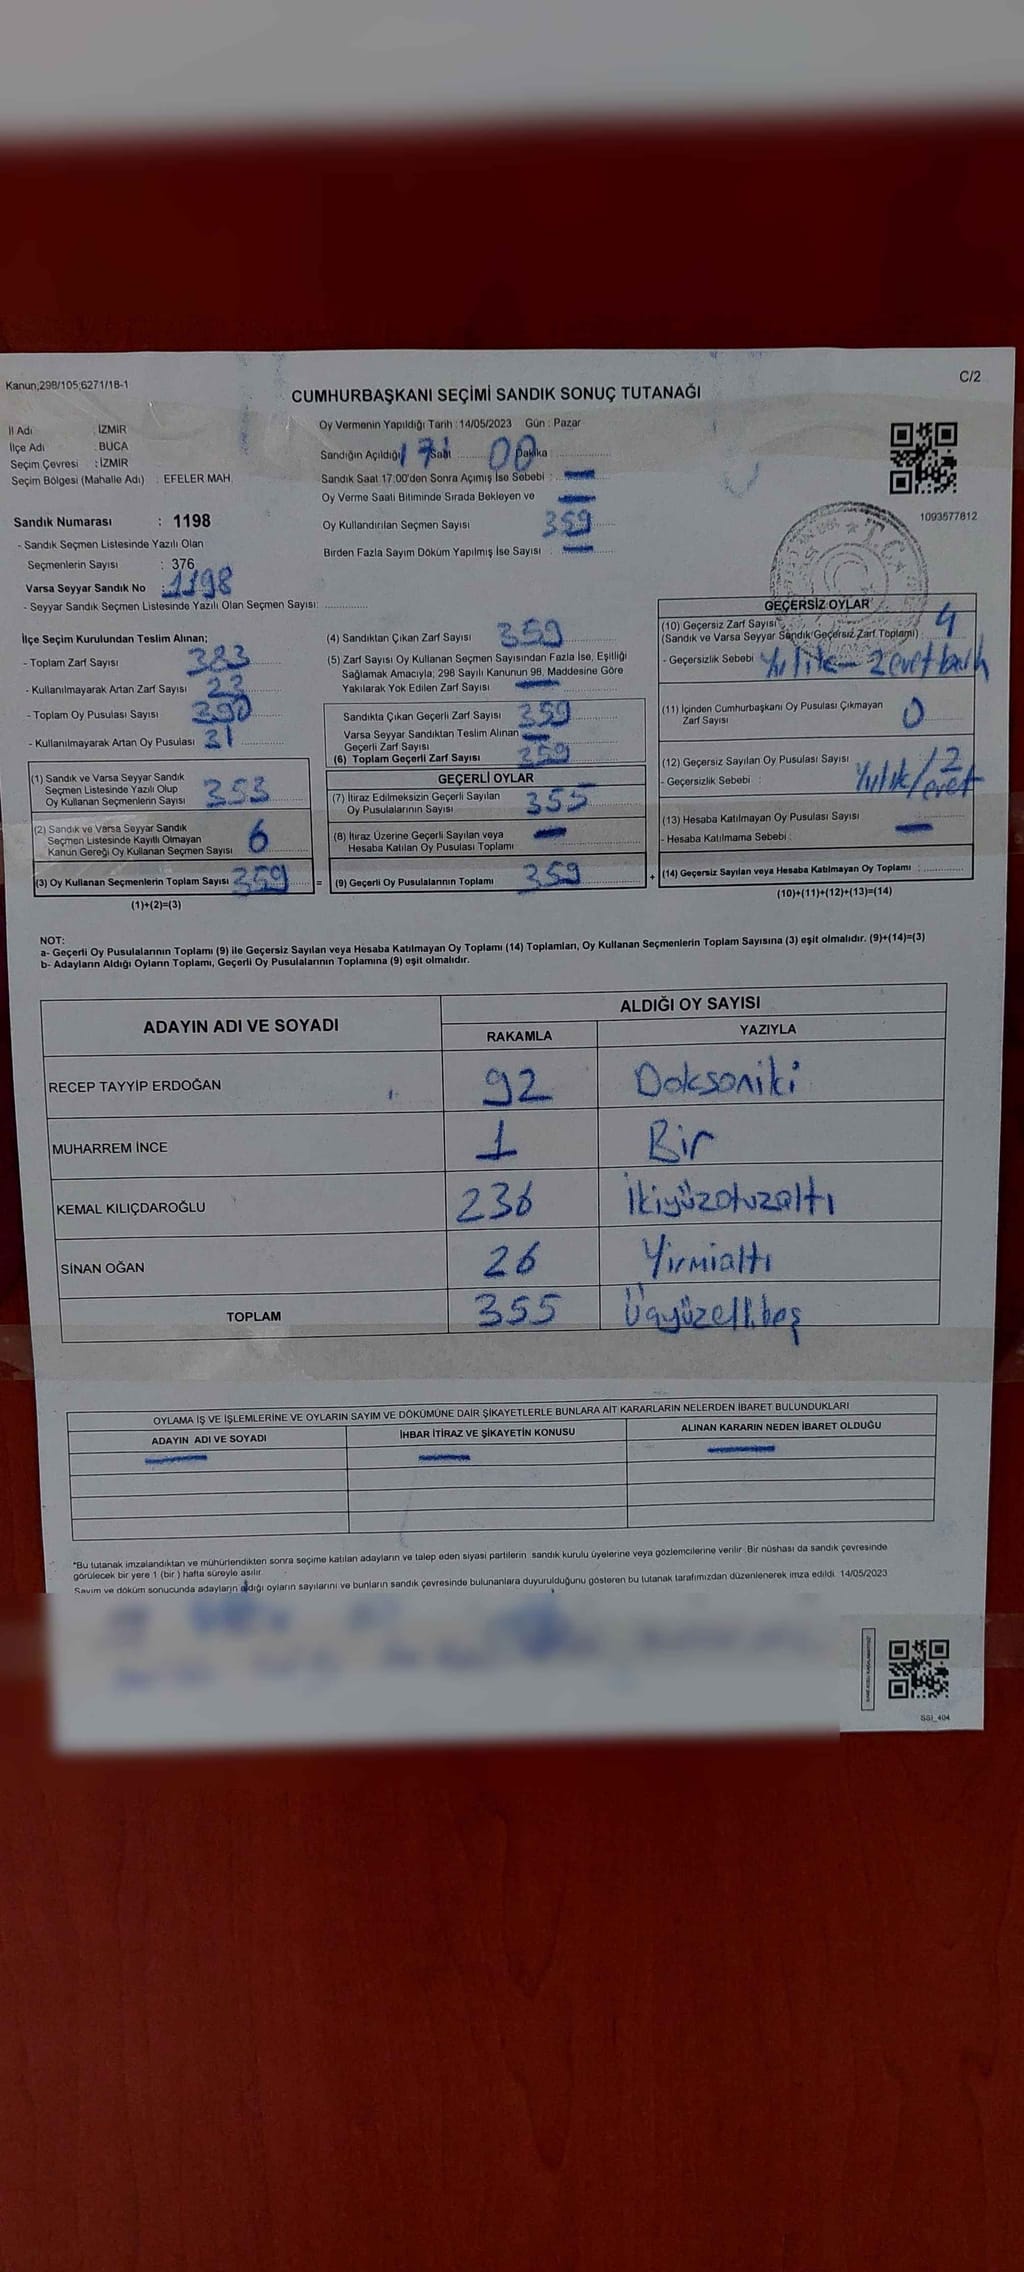 Kanun;298/105;6271/18-1
C/2
CUMHURBAŞKANI SEÇİMİ SANDIK SONUÇ TUTANAĞI
İl Adı : İZMİR
İlçe Adı : BUCA
Seçim Çevresi : İZMİR
Seçim Bölgesi (Mahalle Adı) : EFELER MAH.
Sandık Numarası : 1198
- Sandık Seçmen Listesinde Yazılı Olan
Seçmenlerin Sayısı : 376
Varsa Seyyar Sandık No : 1198
- Seyyar Sandık Seçmen Listesinde Yazılı Olan Seçmen Sayısı: ..................
Oy Vermenin Yapıldığı Tarih : 14/05/2023 Gün : Pazar
Sandığın Açıldığı 17 Saat 00 Dakika
Sandık Saat 17:00'den Sonra Açımış İse Sebebi : —
Oy Verme Saati Bitiminde Sırada Bekleyen ve —
Oy Kullandırılan Seçmen Sayısı 359
Birden Fazla Sayım Döküm Yapılmış İse Sayısı : —
1093577812
İlçe Seçim Kurulundan Teslim Alınan;
- Toplam Zarf Sayısı 383
- Kullanılmayarak Artan Zarf Sayısı 23
- Toplam Oy Pusulası Sayısı 390
- Kullanılmayarak Artan Oy Pusulası 31
(1) Sandık ve Varsa Seyyar Sandık
Seçmen Listesinde Yazılı Olup
Oy Kullanan Seçmenlerin Sayısı 353
(2) Sandık ve Varsa Seyyar Sandık
Seçmen Listesinde Kayıtlı Olmayan
Kanun Gereği Oy Kullanan Seçmen Sayısı 6
(3) Oy Kullanan Seçmenlerin Toplam Sayısı 359 =
(1)+(2)=(3)
(4) Sandıktan Çıkan Zarf Sayısı 359
(5) Zarf Sayısı Oy Kullanan Seçmen Sayısından Fazla İse, Eşitliği
Sağlamak Amacıyla; 298 Sayılı Kanunun 98. Maddesine Göre
Yakılarak Yok Edilen Zarf Sayısı —
Sandıkta Çıkan Geçerli Zarf Sayısı 359
Varsa Seyyar Sandıktan Teslim Alınan —
Geçerli Zarf Sayısı
(6) Toplam Geçerli Zarf Sayısı 359
GEÇERLİ OYLAR
(7) İtiraz Edilmeksizin Geçerli Sayılan
Oy Pusulalarının Sayısı 355
(8) İtiraz Üzerine Geçerli Sayılan veya
Hesaba Katılan Oy Pusulası Toplamı —
(9) Geçerli Oy Pusulalarının Toplamı 359 +
GEÇERSİZ OYLAR
(10) Geçersiz Zarf Sayısı
(Sandık ve Varsa Seyyar Sandık Geçersiz Zarf Toplamı) 4
- Geçersizlik Sebebi
(11) İçinden Cumhurbaşkanı Oy Pusulası Çıkmayan
Zarf Sayısı 0
(12) Geçersiz Sayılan Oy Pusulası Sayısı
- Geçersizlik Sebebi :
(13) Hesaba Katılmayan Oy Pusulası Sayısı
- Hesaba Katılmama Sebebi : —
(14) Geçersiz Sayılan veya Hesaba Katılmayan Oy Toplamı : ............
(10)+(11)+(12)+(13)=(14)
NOT:
a- Geçerli Oy Pusulalarının Toplamı (9) ile Geçersiz Sayılan veya Hesaba Katılmayan Oy Toplamı (14) Toplamları, Oy Kullanan Seçmenlerin Toplam Sayısına (3) eşit olmalıdır. (9)+(14)=(3)
b- Adayların Aldığı Oyların Toplamı, Geçerli Oy Pusulalarının Toplamına (9) eşit olmalıdır.
ADAYIN ADI VE SOYADI
ALDIĞI OY SAYISI
RAKAMLA YAZIYLA
RECEP TAYYİP ERDOĞAN 92 Doksaniki
MUHARREM İNCE 1 Bir
KEMAL KILIÇDAROĞLU 236 İkiyüzotuzaltı
SİNAN OĞAN 26 Yirmialtı
TOPLAM 355 Üçyüzellibeş
OYLAMA İŞ VE İŞLEMLERİNE VE OYLARIN SAYIM VE DÖKÜMÜNE DAİR ŞİKAYETLERLE BUNLARA AİT KARARLARIN NELERDEN İBARET BULUNDUKLARI
ADAYIN ADI VE SOYADI İHBAR İTİRAZ VE ŞİKAYETİN KONUSU ALINAN KARARIN NEDEN İBARET OLDUĞU
— — —
*Bu tutanak imzalandıktan ve mühürlendikten sonra seçime katılan adayların ve talep eden siyasi partilerin sandık kurulu üyelerine veya gözlemcilerine verilir. Bir nüshası da sandık çevresinde
görülecek bir yere 1 (bir ) hafta süreyle asılır.
Sayım ve döküm sonucunda adayların aldığı oyların sayılarını ve bunların sandık çevresinde bulunanlara duyurulduğunu gösteren bu tutanak tarafımızdan düzenlenerek imza edildi. 14/05/2023
SSI_404